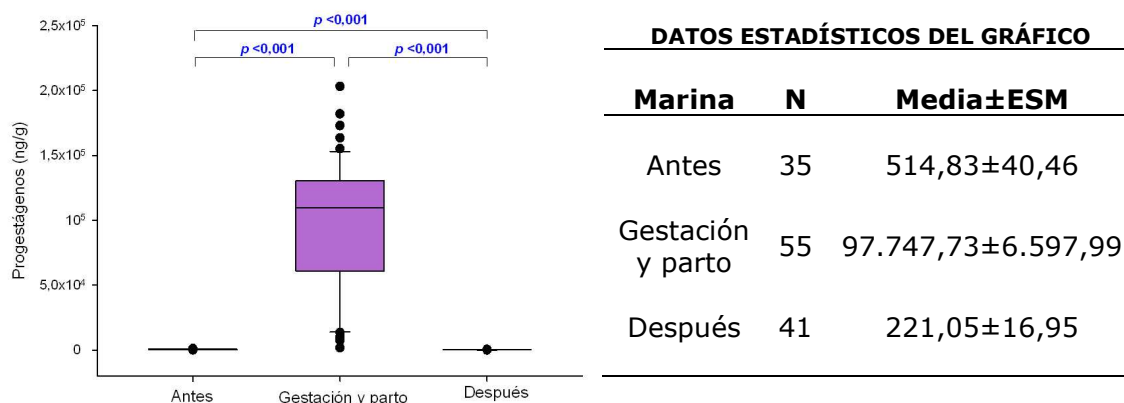 2,5x10⁵
2,0x10⁵
1,5x10⁵
10⁵
5,0x10⁴
0
Progestágenos (ng/g)
p <0,001
p <0,001
p <0,001
Antes
Gestación y parto
Después
DATOS ESTADÍSTICOS DEL GRÁFICO
Marina N Media±ESM
Antes 35 514,83±40,46
Gestación
y parto 55 97.747,73±6.597,99
Después 41 221,05±16,95